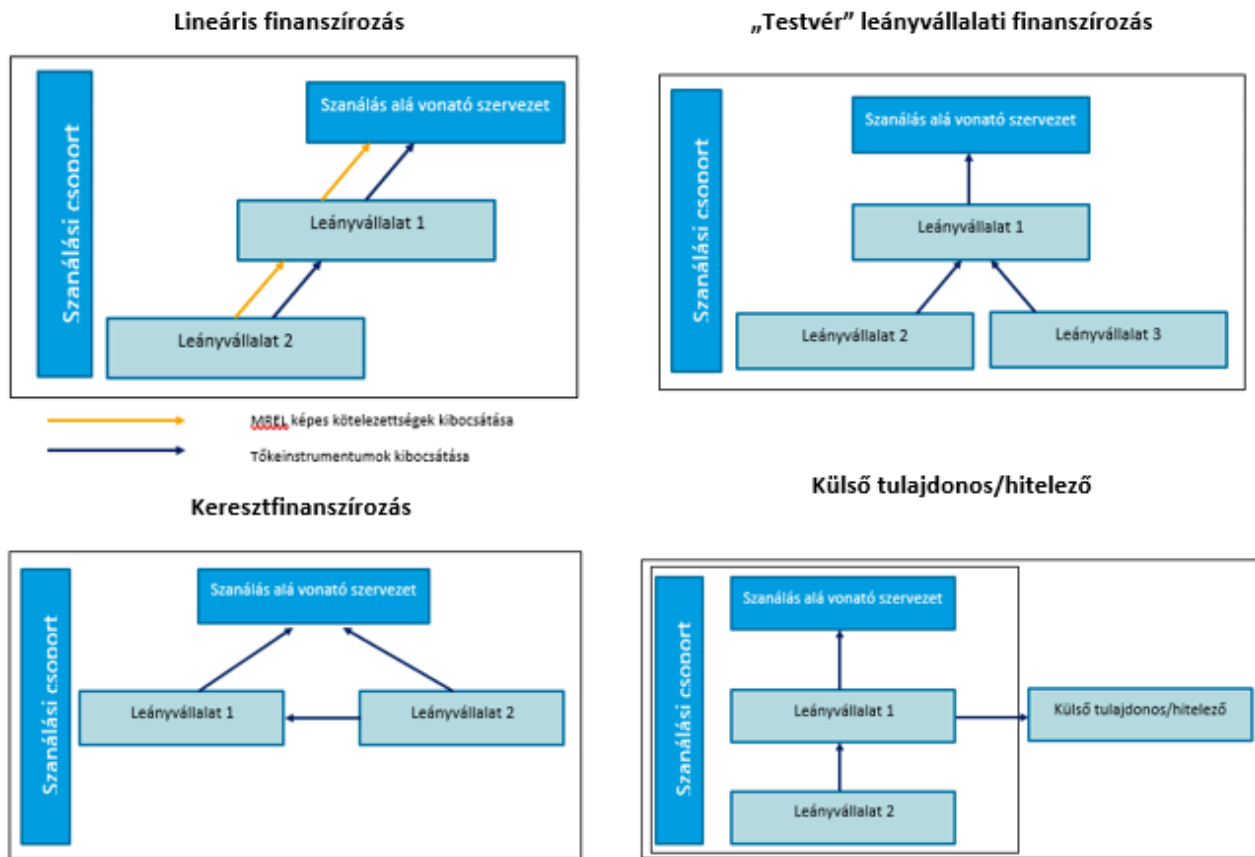 Lineáris finanszírozás
Szanálási csoport
Szanálás alá vonató szervezet
Leányvállalat 1
Leányvállalat 2
MREL képes kötelezettségek kibocsátása
Tőkeinstrumentumok kibocsátása
„Testvér” leányvállalati finanszírozás
Szanálási csoport
Szanálás alá vonató szervezet
Leányvállalat 1
Leányvállalat 2
Leányvállalat 3
Keresztfinanszírozás
Szanálási csoport
Szanálás alá vonató szervezet
Leányvállalat 1
Leányvállalat 2
Külső tulajdonos/hitelező
Szanálási csoport
Szanálás alá vonató szervezet
Leányvállalat 1
Külső tulajdonos/hitelező
Leányvállalat 2